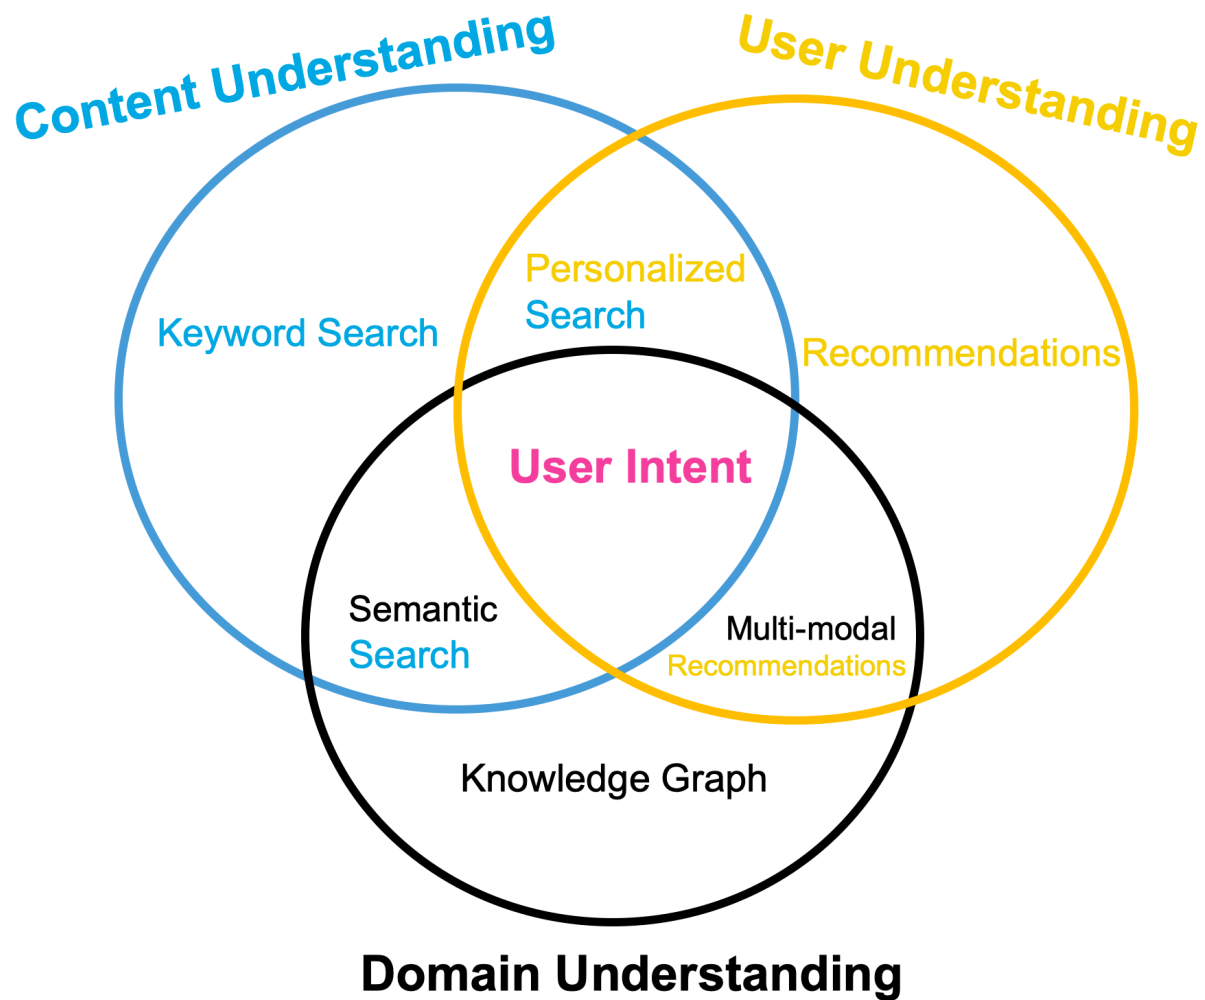 Content Understanding
User Understanding
Personalized
Search
Keyword Search
Recommendations
User Intent
Semantic
Search
Multi-modal
Recommendations
Knowledge Graph
Domain Understanding